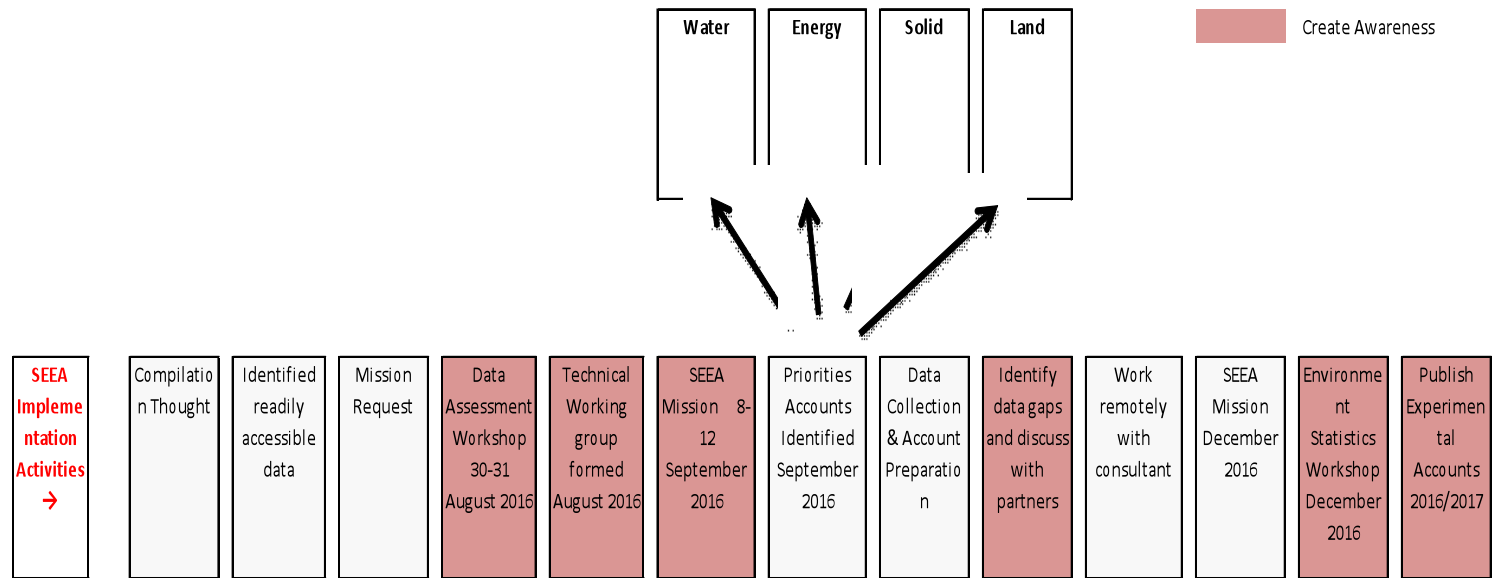 Water
Energy
Solid
Land
Create Awareness
SEEA
Impleme
ntation
Activities
→
Compilatio
n Thought
Identified
readily
accessible
data
Mission
Request
Data
Assessment
Workshop
30-31
August 2016
Technical
Working
group
formed
August 2016
SEEA
Mission 8-
12
September
2016
Priorities
Accounts
Identified
September
2016
Data
Collection
& Account
Preparatio
n
Identify
data gaps
and discuss
with
partners
Work
remotely
with
consultant
SEEA
Mission
December
2016
Environme
nt
Statistics
Workshop
December
2016
Publish
Experimen
tal
Accounts
2016/2017